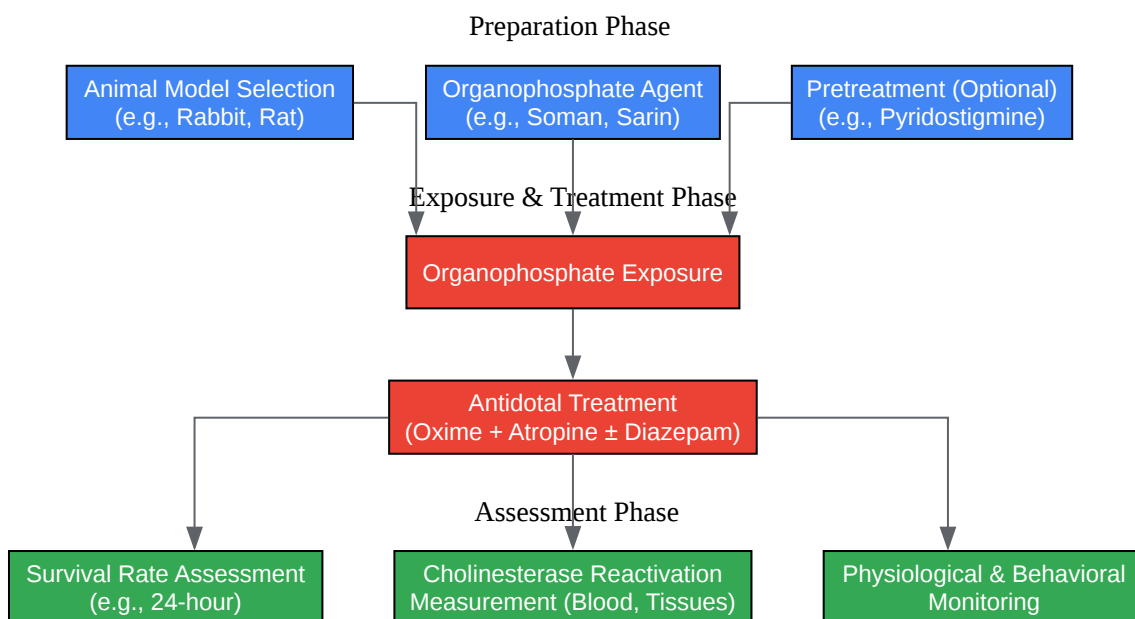 Preparation Phase
Animal Model Selection
(e.g., Rabbit, Rat)
Organophosphate Agent
(e.g., Soman, Sarin)
Pretreatment (Optional)
(e.g., Pyridostigmine)
Exposure & Treatment Phase
Organophosphate Exposure
Antidotal Treatment
(Oxime + Atropine ± Diazepam)
Assessment Phase
Survival Rate Assessment
(e.g., 24-hour)
Cholinesterase Reactivation
Measurement (Blood, Tissues)
Physiological & Behavioral
Monitoring